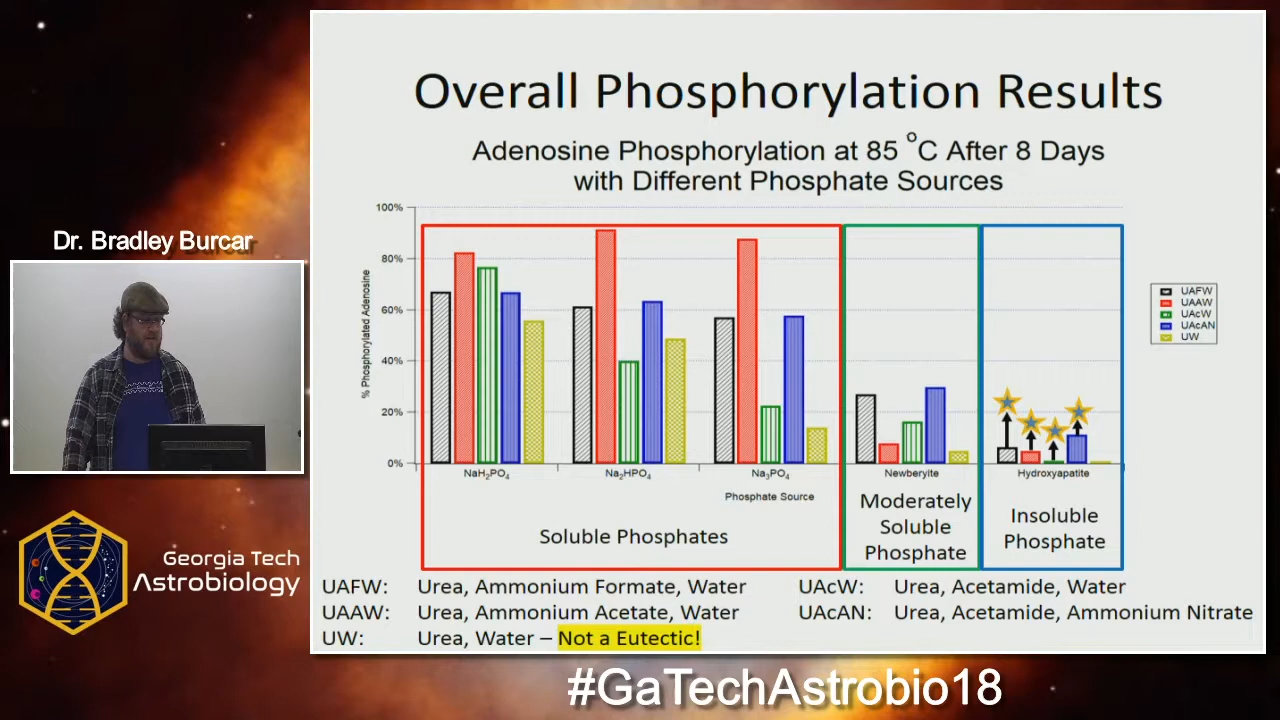 Overall Phosphorylation Results
Adenosine Phosphorylation at 85 °C After 8 Days
with Different Phosphate Sources
Dr. Bradley Burcar
% Phosphorylated Adenosine
100%
80%
60%
40%
20%
0%
NaH₂PO₄
Na₂HPO₄
Na₃PO₄
Newberyite
Hydroxyapatite
Phosphate Source
UAFW
UAAW
UAcW
UAcAN
UW
Soluble Phosphates
Moderately
Soluble
Phosphate
Insoluble
Phosphate
UAFW: Urea, Ammonium Formate, Water
UAAW: Urea, Ammonium Acetate, Water
UW: Urea, Water – Not a Eutectic!
UAcW: Urea, Acetamide, Water
UAcAN: Urea, Acetamide, Ammonium Nitrate
Georgia Tech
Astrobiology
#GaTechAstrobio18